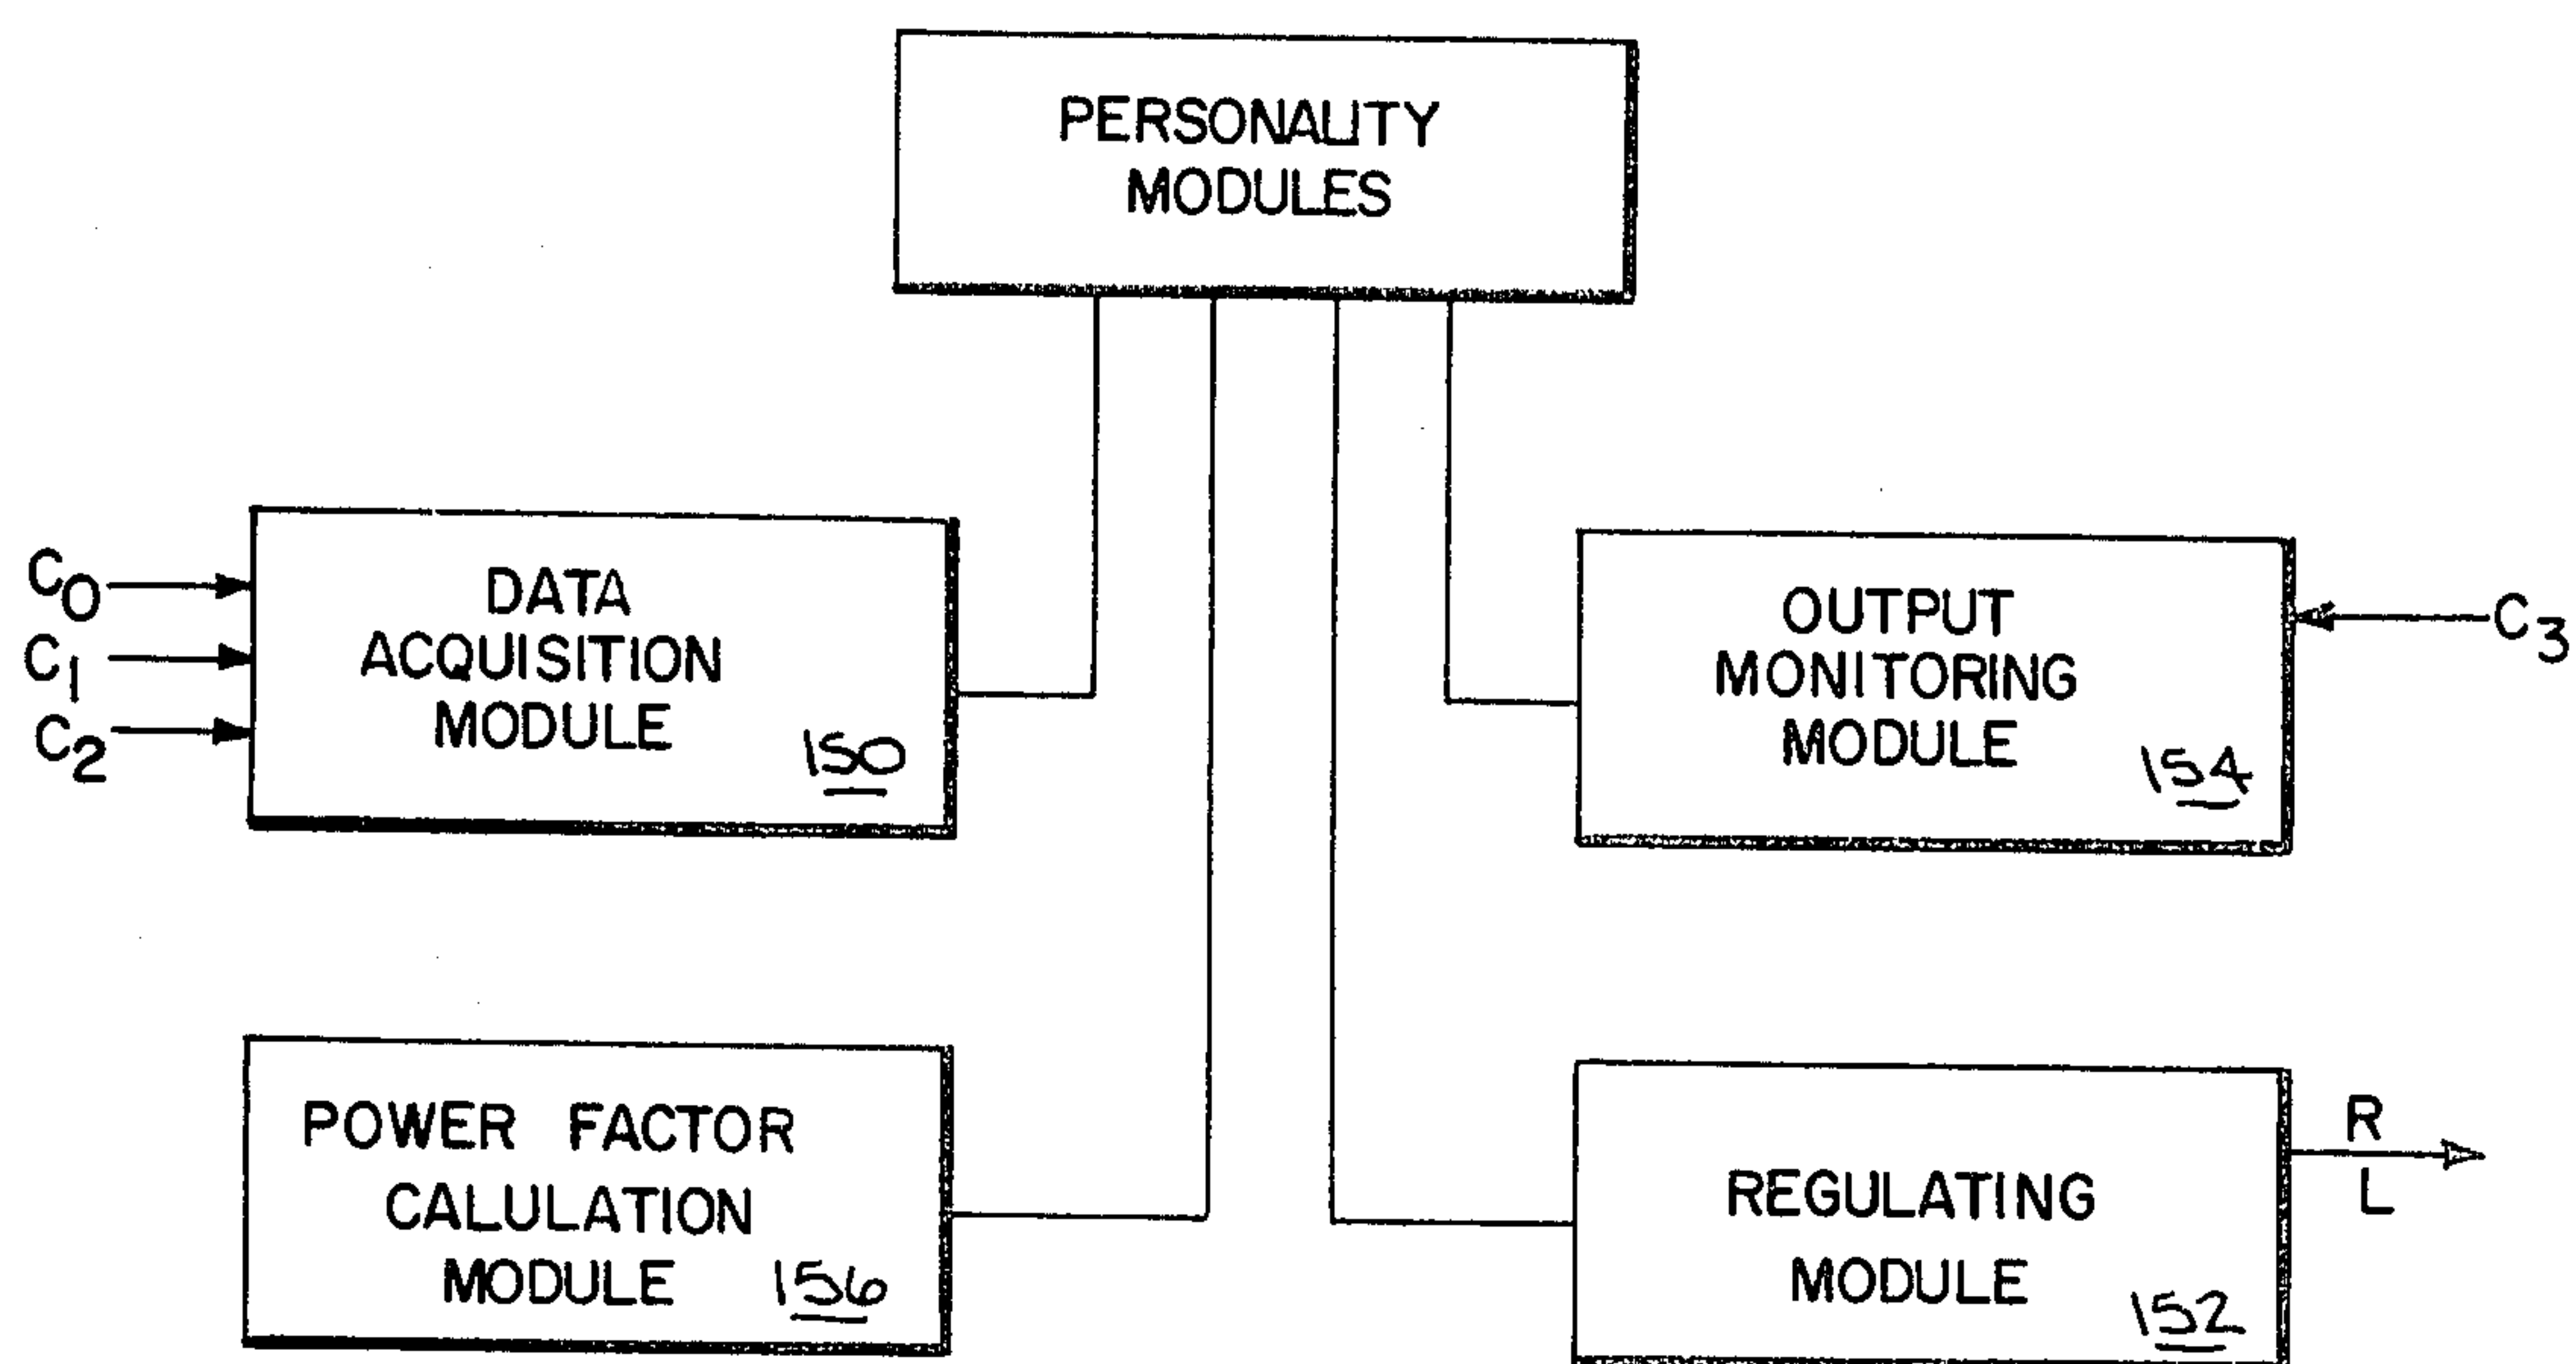 PERSONALITY
MODULES
C0
C1
C2
DATA
ACQUISITION
MODULE
150
OUTPUT
MONITORING
MODULE
154
C3
POWER FACTOR
CALULATION
MODULE
156
REGULATING
MODULE
152
R
L